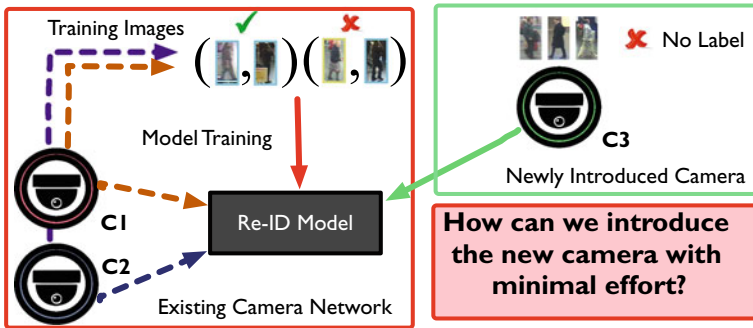 Training Images
( , ) ( , )
Model Training
C1
C2
Re-ID Model
Existing Camera Network
No Label
C3
Newly Introduced Camera
How can we introduce
the new camera with
minimal effort?